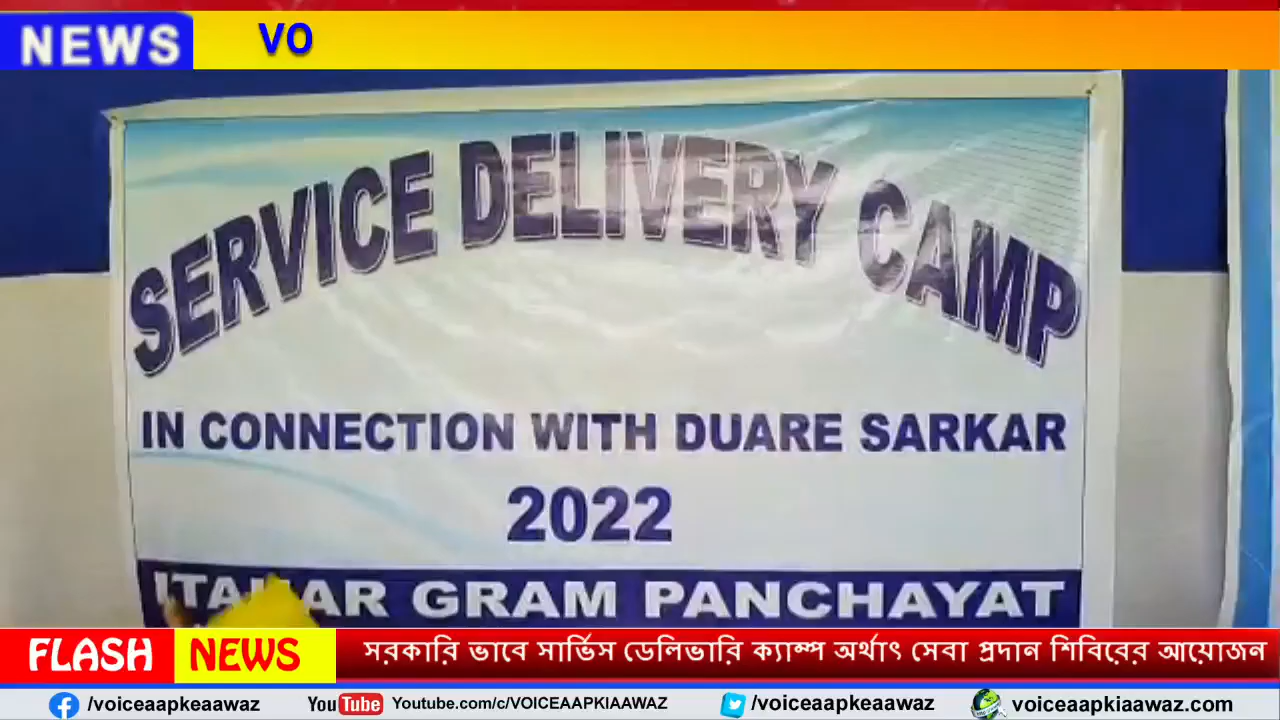 NEWS VO
SERVICE DELIVERY CAMP
IN CONNECTION WITH DUARE SARKAR
2022
GRAM PANCHAYAT
FLASH NEWS সরকারি ভাবে সার্ভিস ডেলিভারি ক্যাম্প অর্থাৎ সেবা প্রদান শিবিরের আয়োজন
/voiceaapkeaawaz YouTube Youtube.com/c/VOICEAAPKIAAWAZ /voiceaapkeaawaz voiceaapkiaawaz.com